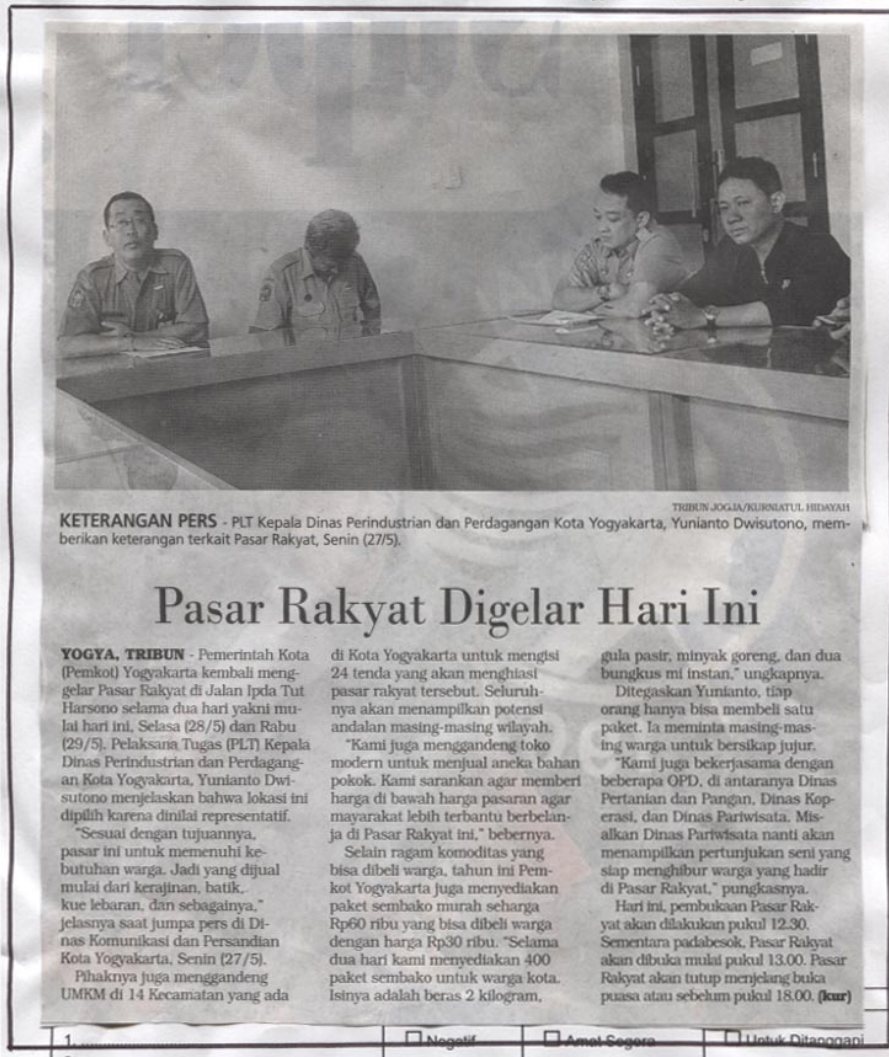 TRIBUN JOGJA/KURNIATUL HIDAYAH
KETERANGAN PERS - PLT Kepala Dinas Perindustrian dan Perdagangan Kota Yogyakarta, Yunianto Dwisutono, mem-
berikan keterangan terkait Pasar Rakyat, Senin (27/5).
Pasar Rakyat Digelar Hari Ini
YOGYA, TRIBUN - Pemerintah Kota
(Pemkot) Yogyakarta kembali meng-
gelar Pasar Rakyat di Jalan Ipda Tut
Harsono selama dua hari yakni mu-
lai hari ini, Selasa (28/5) dan Rabu
(29/5). Pelaksana Tugas (PLT) Kepala
Dinas Perindustrian dan Perdagang-
an Kota Yogyakarta, Yunianto Dwi-
sutono menjelaskan bahwa lokasi ini
dipilih karena dinilai representatif.
"Sesuai dengan tujuannya,
pasar ini untuk memenuhi ke-
butuhan warga. Jadi yang dijual
mulai dari kerajinan, batik,
kue lebaran, dan sebagainya,"
jelasnya saat jumpa pers di Di-
nas Komunikasi dan Persandian
Kota Yogyakarta, Senin (27/5).
Pihaknya juga menggandeng
UMKM di 14 Kecamatan yang ada
di Kota Yogyakarta untuk mengisi
24 tenda yang akan menghiasi
pasar rakyat tersebut. Seluruh-
nya akan menampilkan potensi
andalan masing-masing wilayah.
"Kami juga menggandeng toko
modern untuk menjual aneka bahan
pokok. Kami sarankan agar memberi
harga di bawah harga pasaran agar
mayarakat lebih terbantu berbelan-
ja di Pasar Rakyat ini," bebernya.
Selain ragam komoditas yang
bisa dibeli warga, tahun ini Pem-
kot Yogyakarta juga menyediakan
paket sembako murah seharga
Rp60 ribu yang bisa dibeli warga
dengan harga Rp30 ribu. "Selama
dua hari kami menyediakan 400
paket sembako untuk warga kota.
Isinya adalah beras 2 kilogram,
gula pasir, minyak goreng, dan dua
bungkus mi instan," ungkapnya.
Ditegaskan Yunianto, tiap
orang hanya bisa membeli satu
paket. Ia meminta masing-mas-
ing warga untuk bersikap jujur.
"Kami juga bekerjasama dengan
beberapa OPD, di antaranya Dinas
Pertanian dan Pangan, Dinas Kop-
erasi, dan Dinas Pariwisata. Mis-
alkan Dinas Pariwisata nanti akan
menampilkan pertunjukan seni yang
siap menghibur warga yang hadir
di Pasar Rakyat," pungkasnya.
Hari ini, pembukaan Pasar Rak-
yat akan dilakukan pukul 12.30.
Sementara padabesok, Pasar Rakyat
akan dibuka mulai pukul 13.00. Pasar
Rakyat akan tutup menjelang buka
puasa atau sebelum pukul 18.00. (kur)
1. Negatif Amat Segera Untuk Ditanggapi